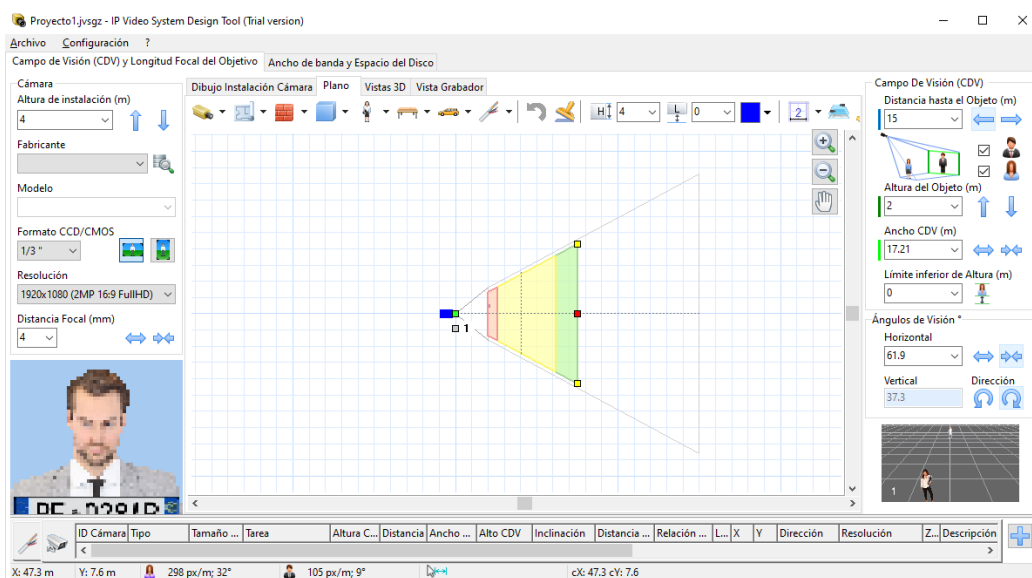 Proyecto1.jvsgz - IP Video System Design Tool (Trial version)
Archivo Configuración ?
Campo de Visión (CDV) y Longitud Focal del Objetivo Ancho de banda y Espacio del Disco
Cámara
Altura de instalación (m)
4
Fabricante
Modelo
Formato CCD/CMOS
1/3 "
Resolución
1920x1080 (2MP 16:9 FullHD)
Distancia Focal (mm)
4
Dibujo Instalación Cámara Plano Vistas 3D Vista Grabador
H 4 L 0 2
1
Campo De Visión (CDV)
Distancia hasta el Objeto (m)
15
Altura del Objeto (m)
2
Ancho CDV (m)
17.21
Límite inferior de Altura (m)
0
Ángulos de Visión °
Horizontal
61.9
Vertical Dirección
37.3
1
ID Cámara Tipo Tamaño ... Tarea Altura C... Distancia Ancho ... Alto CDV Inclinación Distancia ... Relación ... L... X Y Dirección Resolución Z... Descripción
X: 47.3 m Y: 7.6 m 298 px/m; 32° 105 px/m; 9° cX: 47.3 cY: 7.6